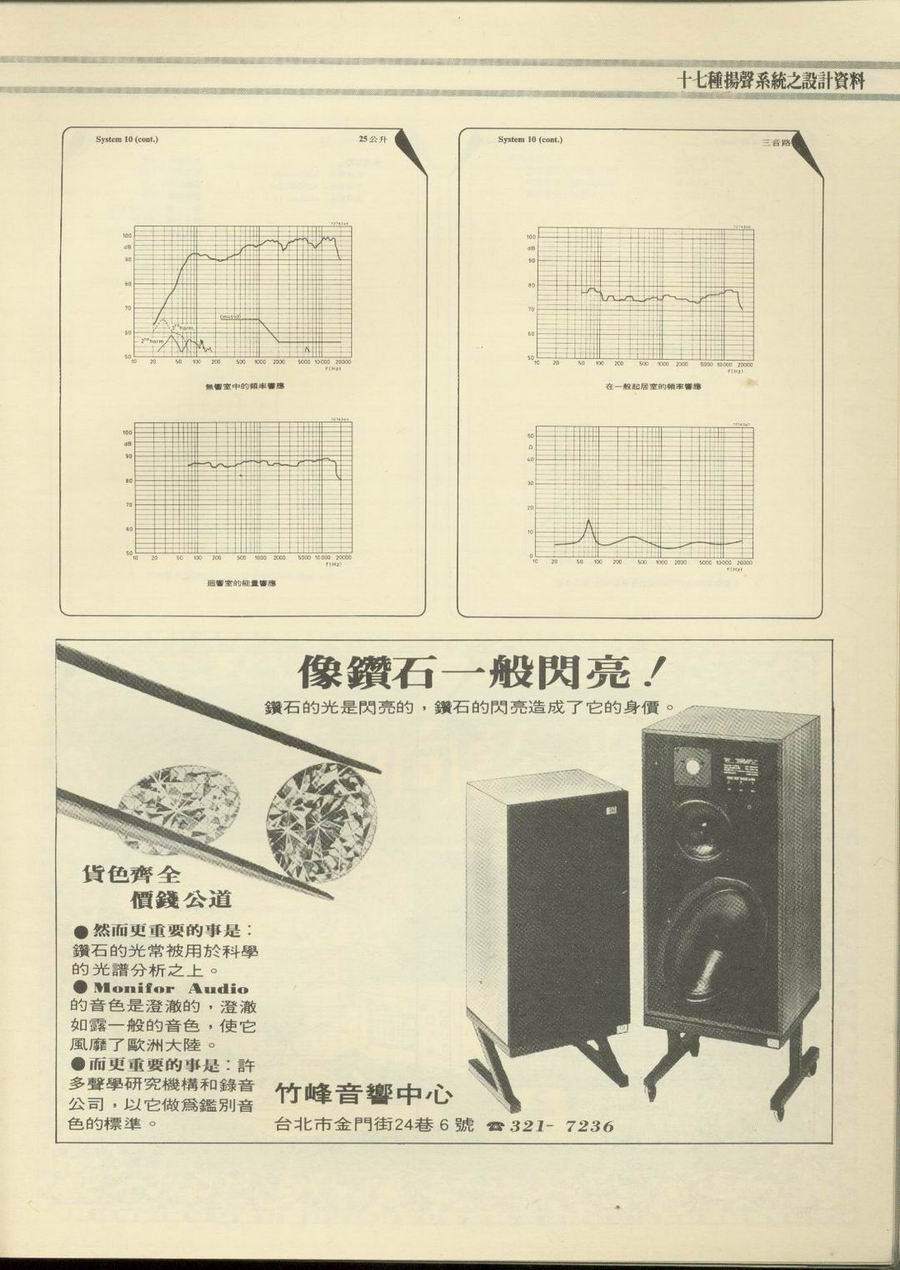 十七種揚聲系統之設計資料
System 10 (cont.)
25公升
100
dB
90
80
70
60
50
10 20 50 100 200 500 1000 2000 5000 10 000 20000
f (Hz)
2nd harm.
3rd harm.
無響室中的頻率響應
100
dB
90
80
70
60
50
10 20 50 100 200 500 1000 2000 5000 10 000 20000
f (Hz)
迴響室的能量響應
System 10 (cont.)
三音路
100
dB
90
80
70
60
50
10 20 50 100 200 500 1000 2000 5000 10000 20000
f (Hz)
在一般起居室的頻率響應
50
Ω
40
30
20
10
0
10 20 50 100 200 500 1000 2000 5000 10 000 20000
f (Hz)
像鑽石一般閃亮！
鑽石的光是閃亮的，鑽石的閃亮造成了它的身價。
貨色齊全
價錢公道
●然而更重要的事是：
鑽石的光常被用於科學
的光譜分析之上。
●Monifor Audio
的音色是澄澈的，澄澈
如露一般的音色，使它
風靡了歐洲大陸。
●而更重要的事是：許
多聲學研究機構和錄音
公司，以它做爲鑑別音
色的標準。
竹峰音響中心
台北市金門街24巷6號 ☎321-7236